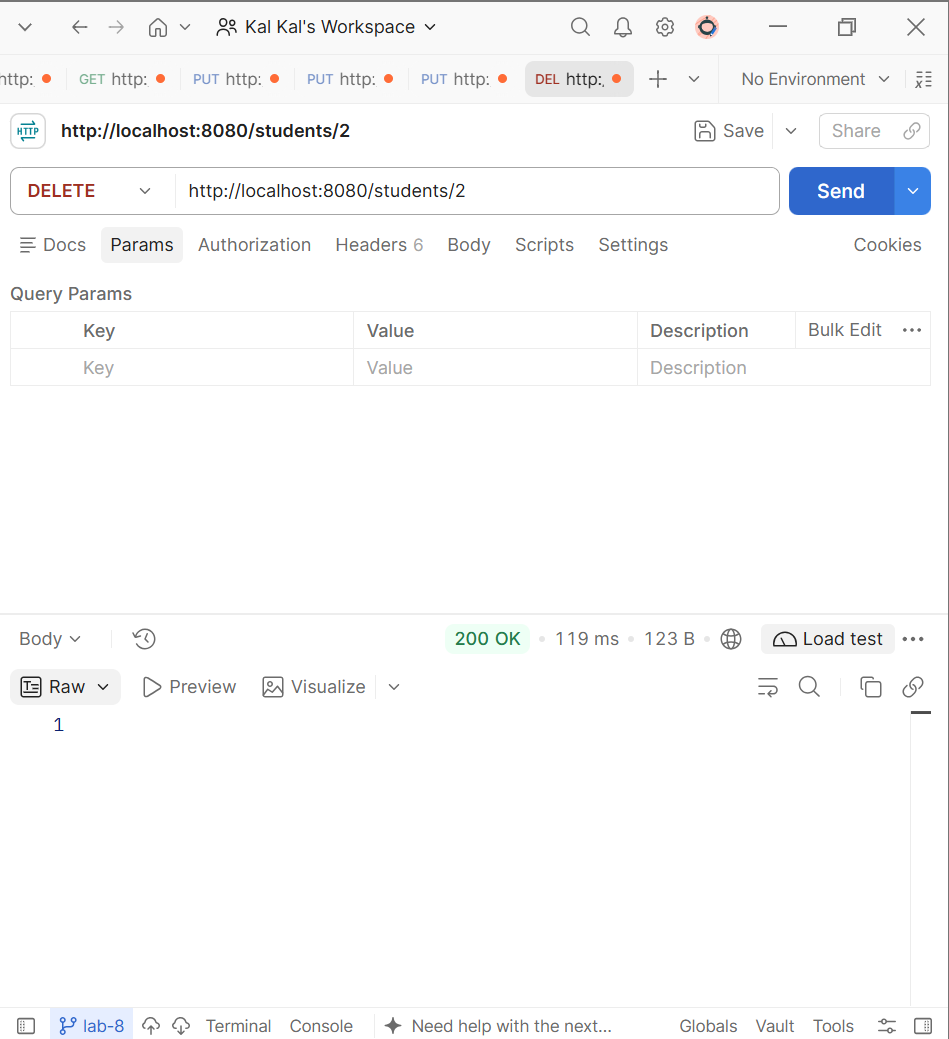 Kal Kal's Workspace
http: GET http: PUT http: PUT http: PUT http: DEL http: No Environment
HTTP http://localhost:8080/students/2 Save Share
DELETE http://localhost:8080/students/2 Send
Docs Params Authorization Headers 6 Body Scripts Settings Cookies
Query Params
Key Value Description Bulk Edit
Key Value Description
Body 200 OK 119 ms 123 B Load test
Raw Preview Visualize
1
lab-8 Terminal Console Need help with the next... Globals Vault Tools